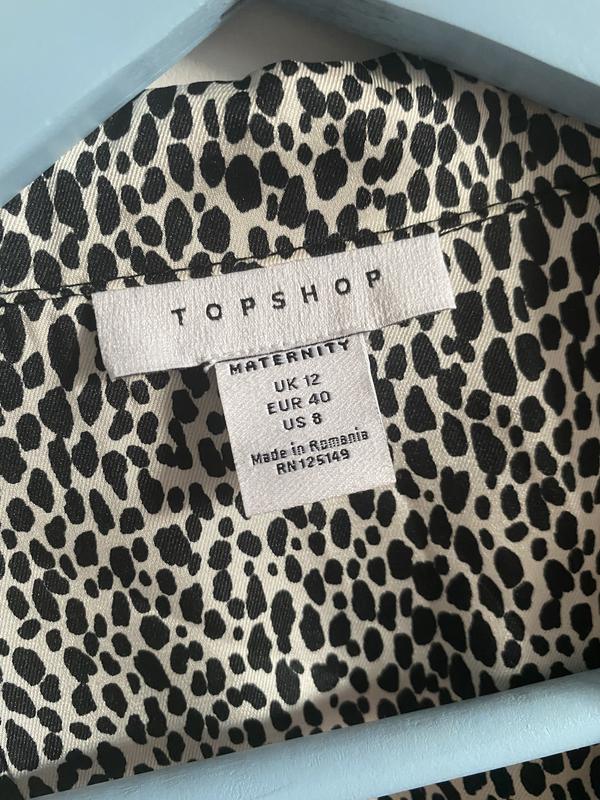 TOPSHOP
MATERNITY
UK 12
EUR 40
US 8
Made in Romania
RN125149